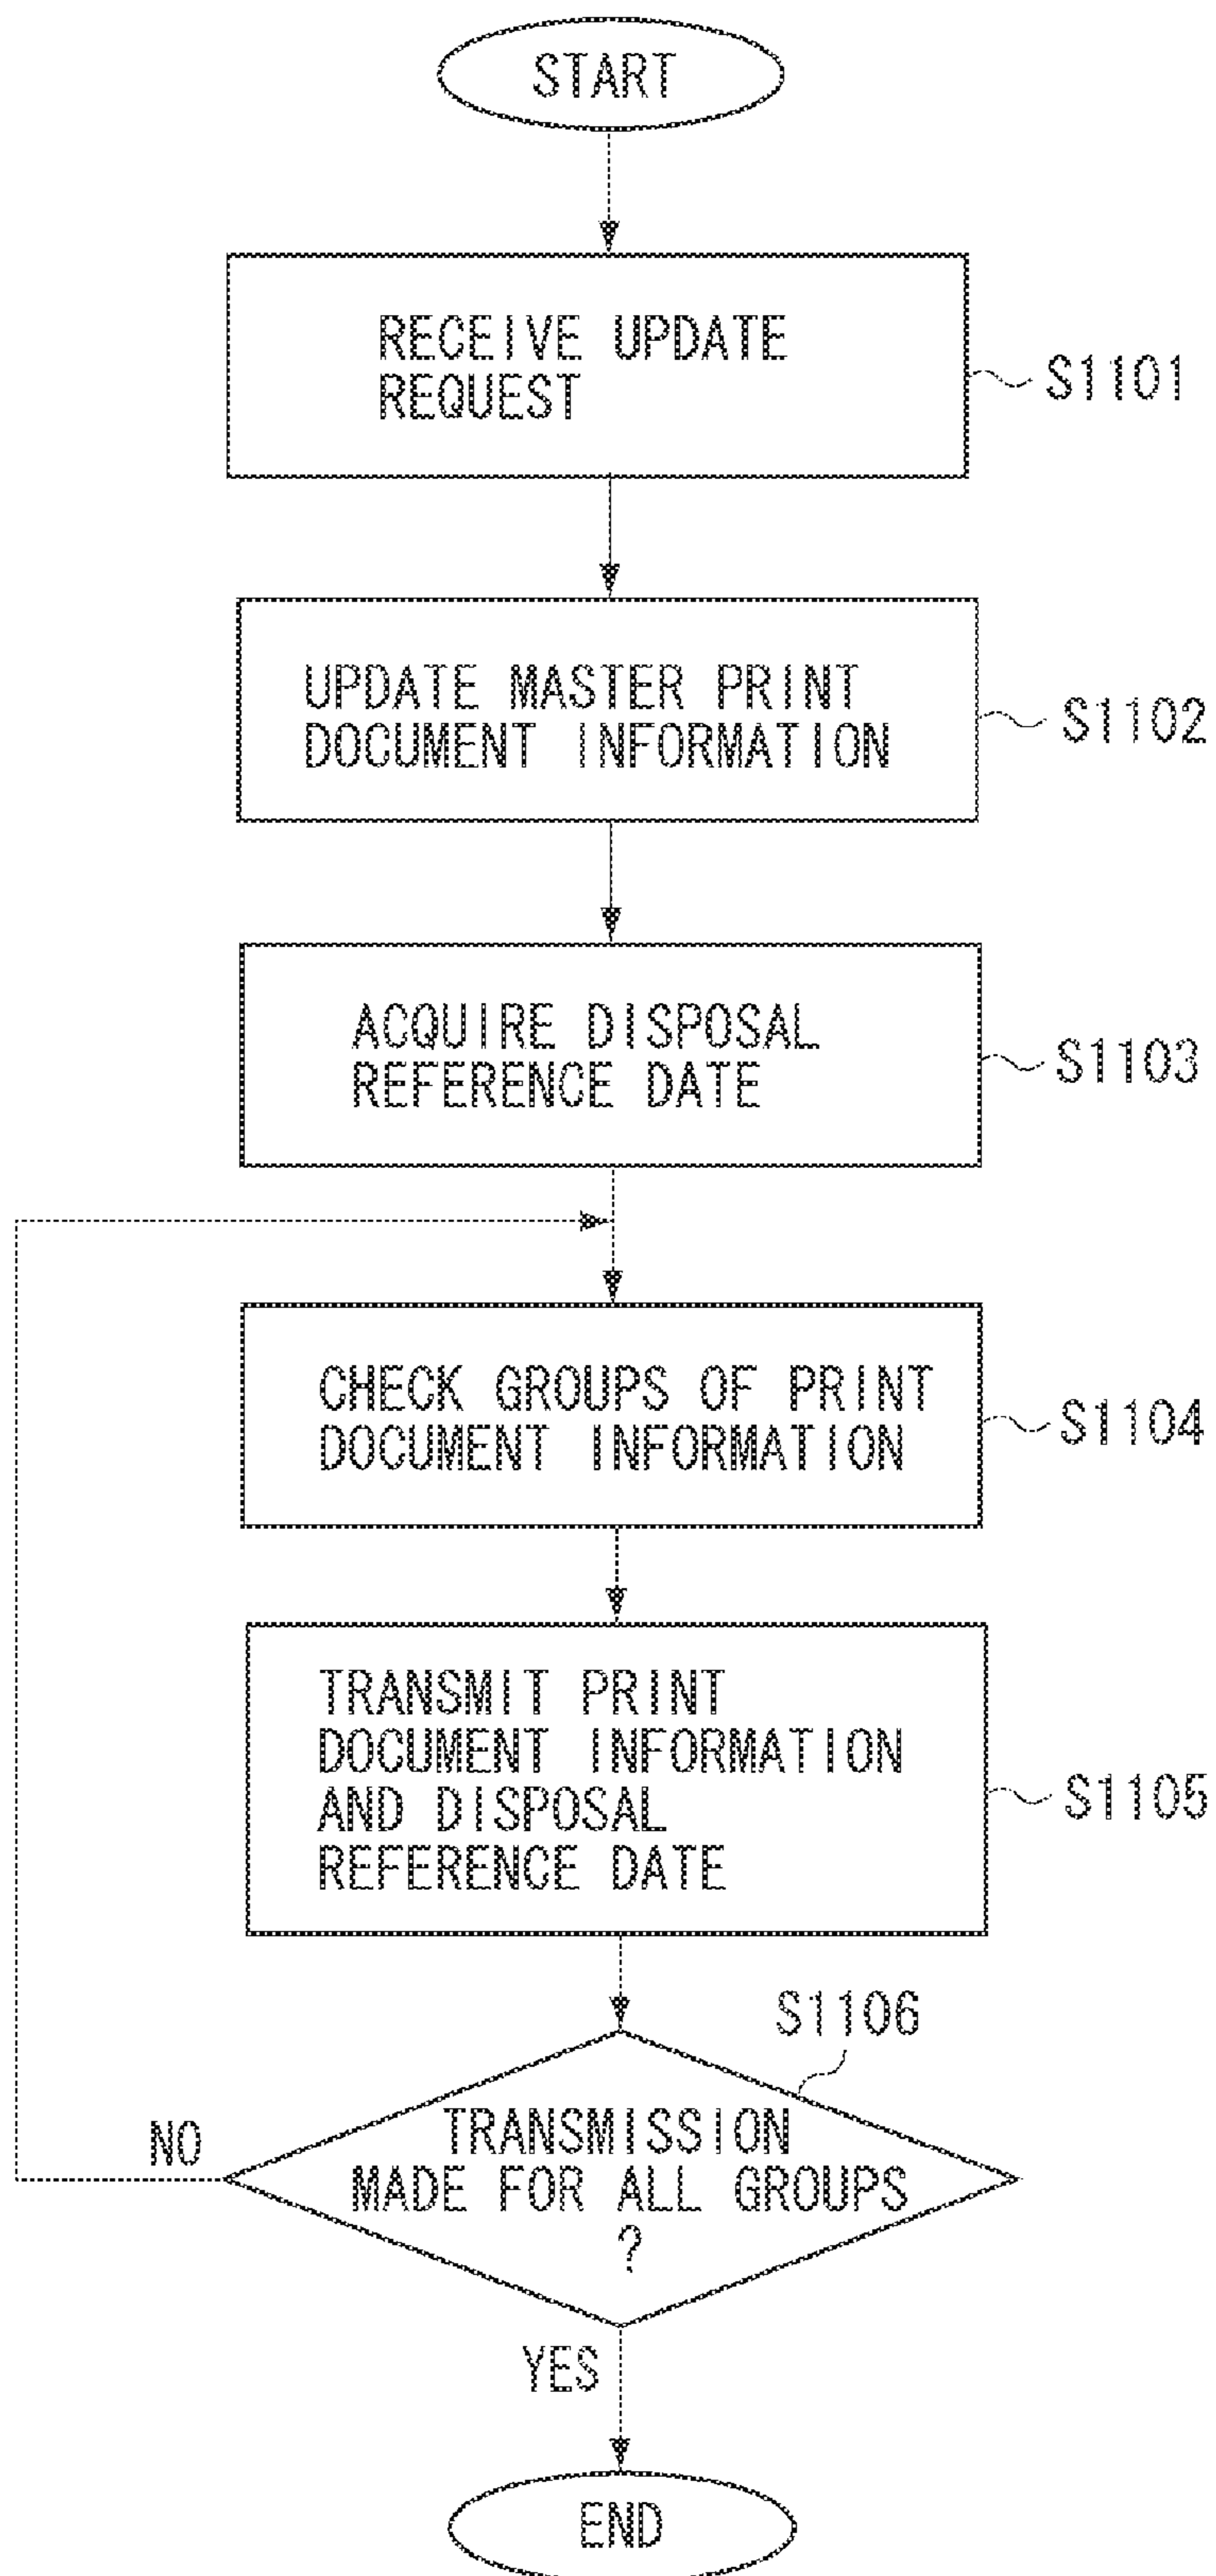 START
RECEIVE UPDATE
REQUEST
S1101
UPDATE MASTER PRINT
DOCUMENT INFORMATION
S1102
ACQUIRE DISPOSAL
REFERENCE DATE
S1103
CHECK GROUPS OF PRINT
DOCUMENT INFORMATION
S1104
TRANSMIT PRINT
DOCUMENT INFORMATION
AND DISPOSAL
REFERENCE DATE
S1105
S1106
TRANSMISSION
MADE FOR ALL GROUPS
?
NO
YES
END